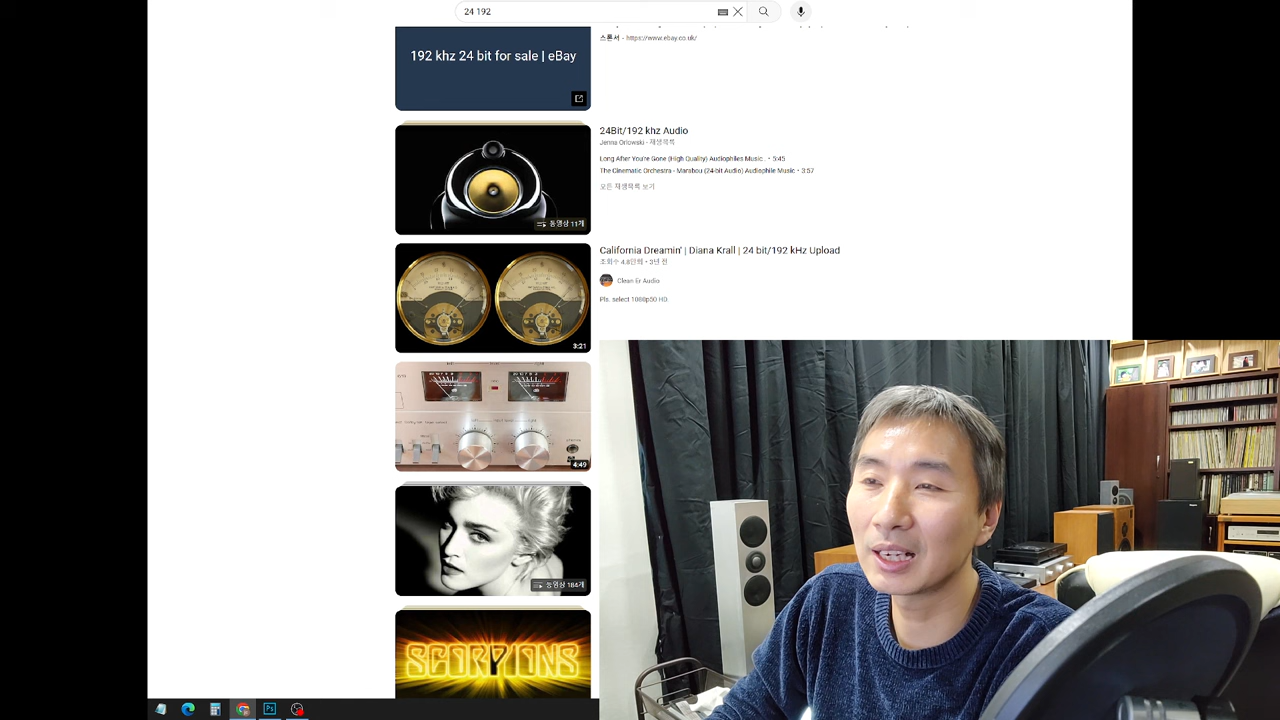 24 192
스폰서 · https://www.ebay.co.uk/
192 khz 24 bit for sale | eBay
24Bit/192 khz Audio
Jenna Orlowski · 재생목록
Long After You're Gone (High Quality) Audiophiles Music . • 5:45
The Cinematic Orchestra - Marabou (24-bit Audio) Audiophile Music • 3:57
모든 재생목록 보기
동영상 11개
California Dreamin' | Diana Krall | 24 bit/192 kHz Upload
조회수 4.8만회 • 3년 전
Clean Er Audio
Pls. select 1080p50 HD.
3:21
4:49
동영상 184개
SCORPIONS
Ps